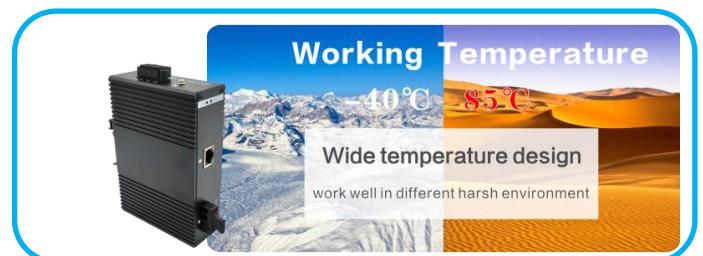 Working Temperature
-40℃ 85℃
Wide temperature design
work well in different harsh environment